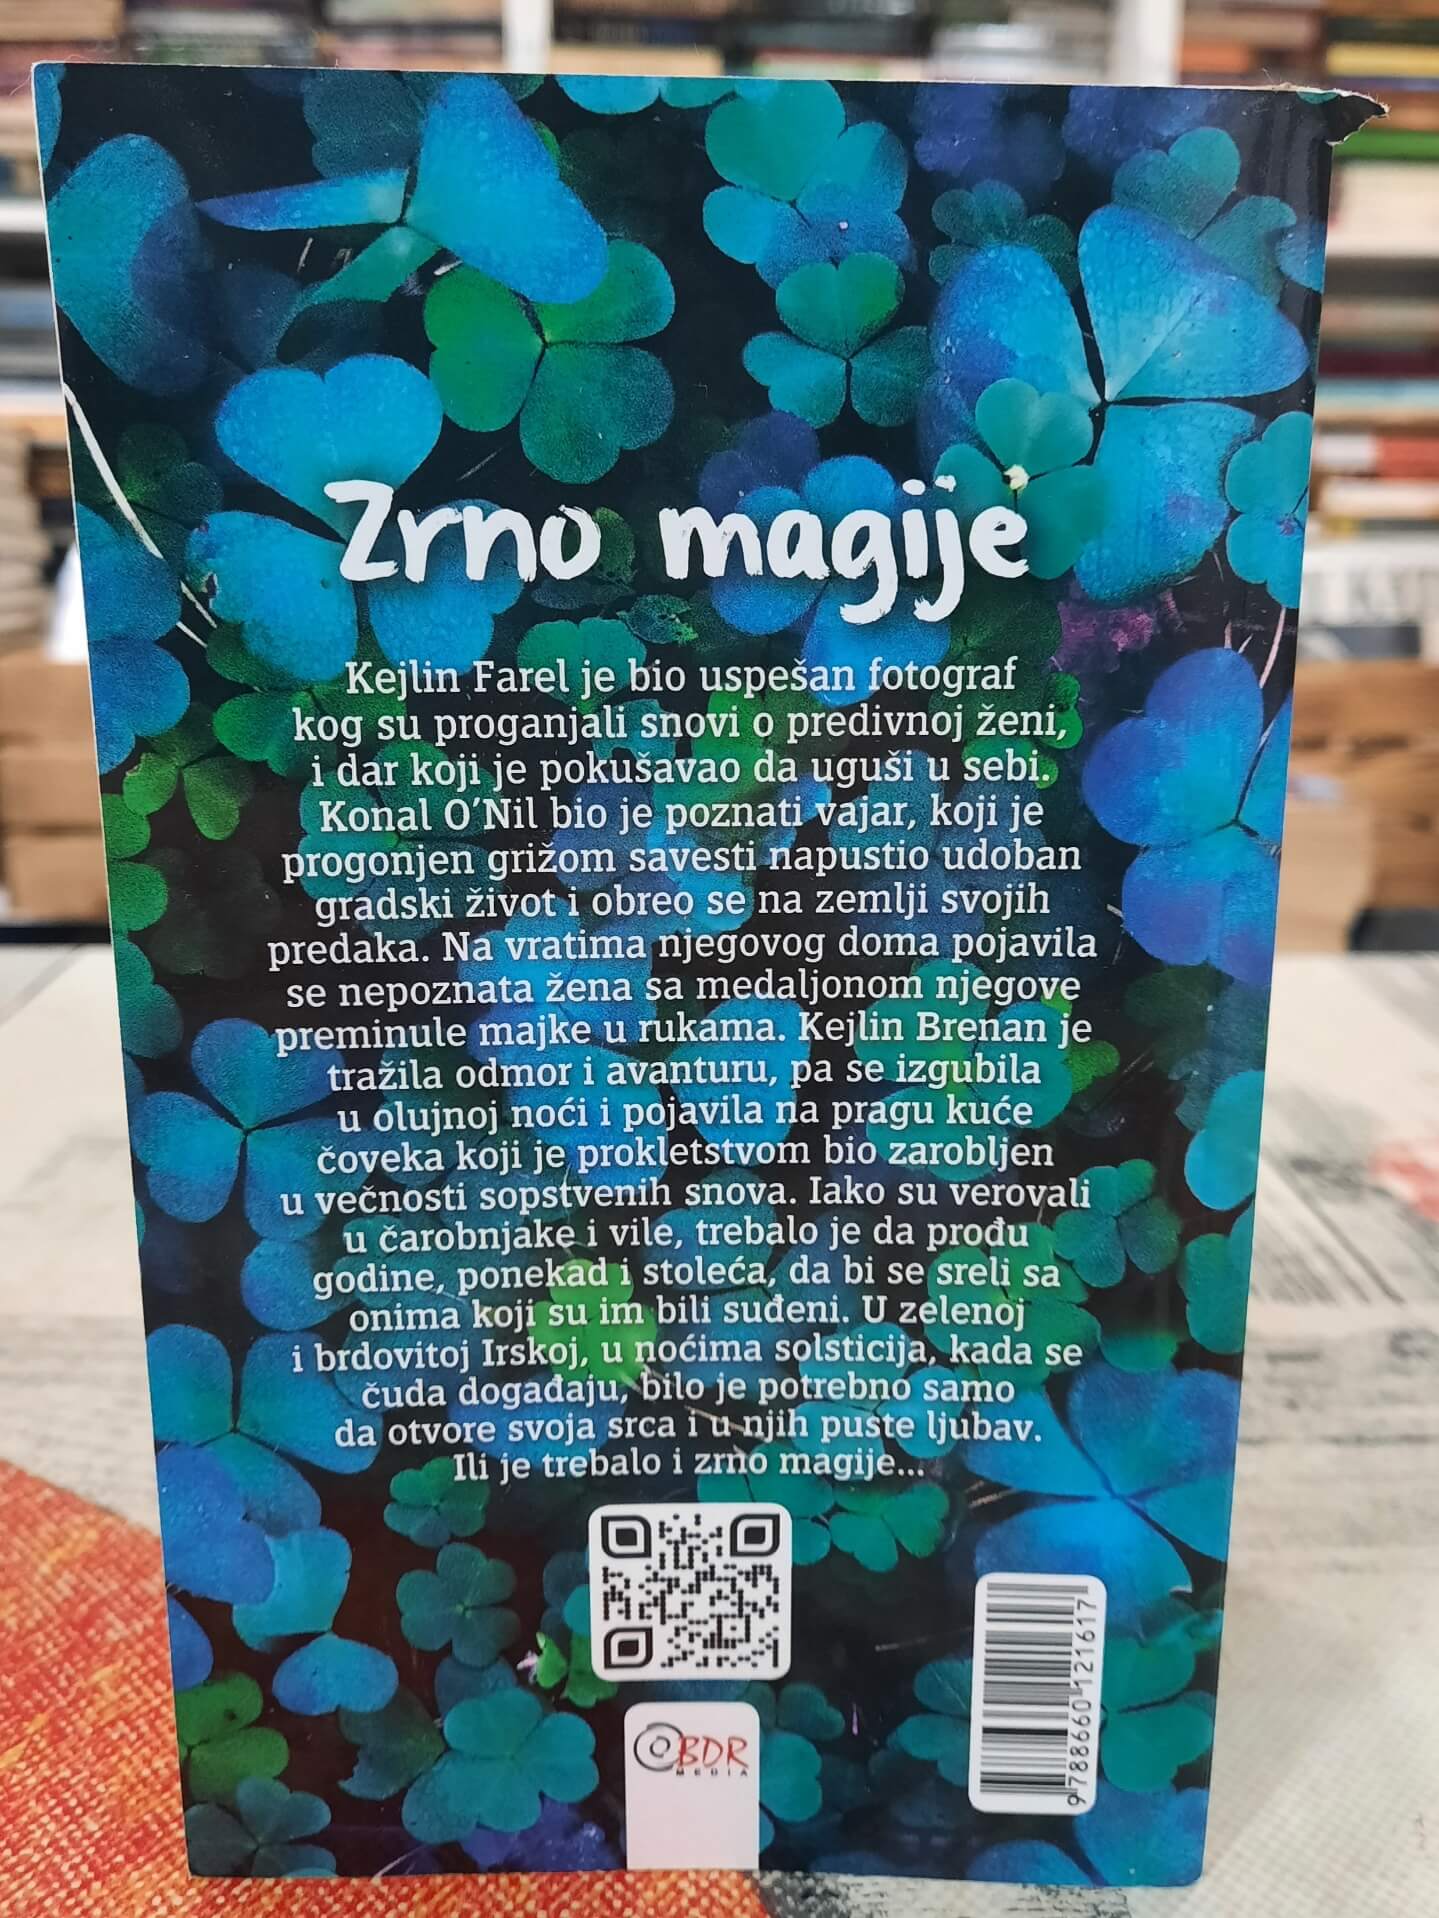 Zrno magije
Kejlin Farel je bio uspešan fotograf
kog su proganjali snovi o predivnoj ženi,
i dar koji je pokušavao da uguši u sebi.
Konal O’Nil bio je poznati vajar, koji je
progonjen grižom savesti napustio udoban
gradski život i obreo se na zemlji svojih
predaka. Na vratima njegovog doma pojavila
se nepoznata žena sa medaljonom njegove
preminule majke u rukama. Kejlin Brenan je
tražila odmor i avanturu, pa se izgubila
u olujnoj noći i pojavila na pragu kuće
čoveka koji je prokletstvom bio zarobljen
u večnosti sopstvenih snova. Iako su verovali
u čarobnjake i vile, trebalo je da prođu
godine, ponekad i stoleća, da bi se sreli sa
onima koji su im bili suđeni. U zelenoj
i brdovitoj Irskoj, u noćima solsticija, kada se
čuda događaju, bilo je potrebno samo
da otvore svoja srca i u njih puste ljubav.
Ili je trebalo i zrno magije...
BDR
MEDIA
9788660121617